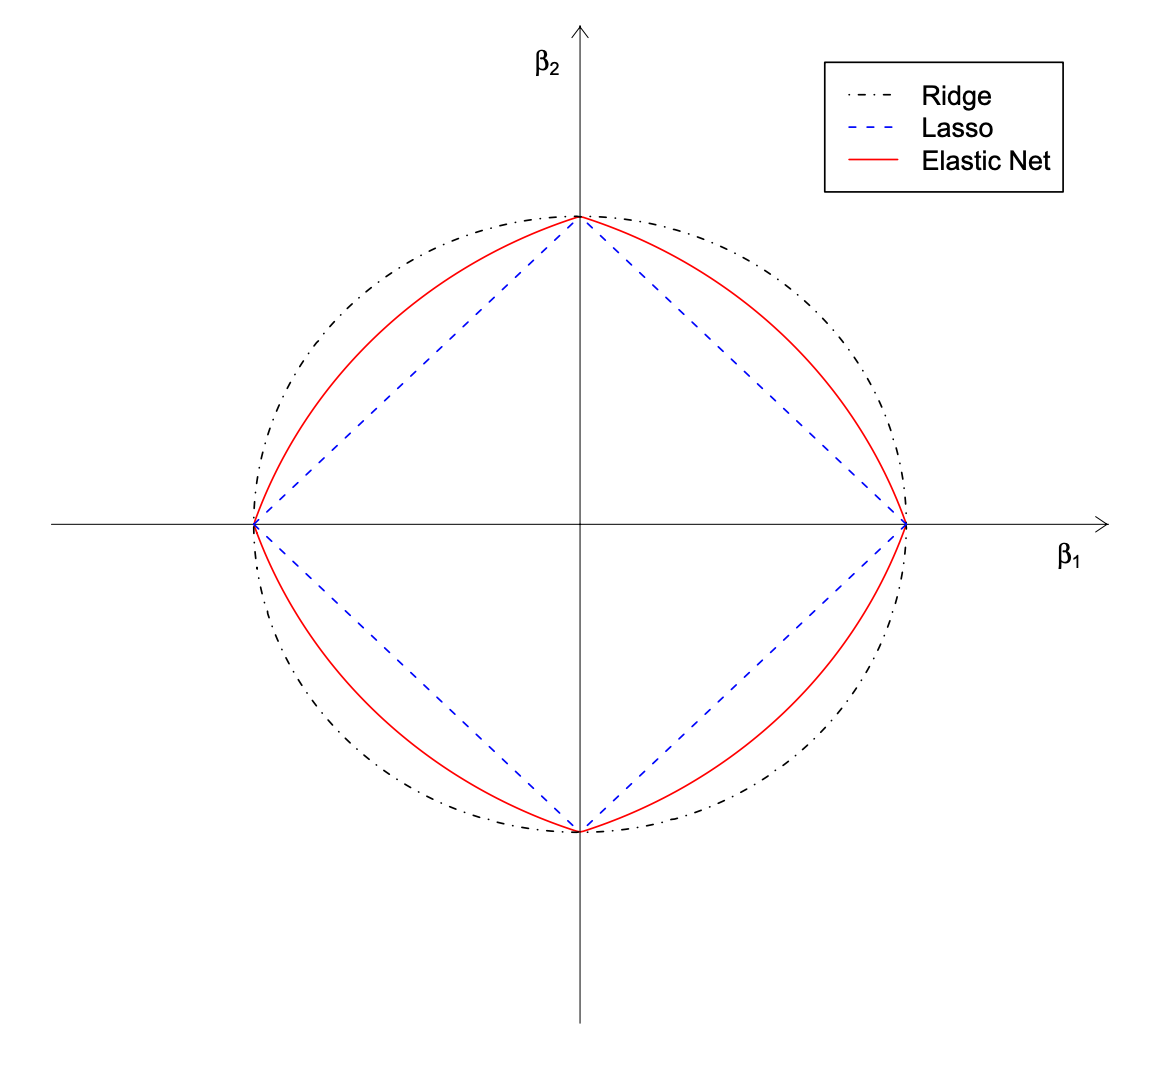 β2
Ridge
Lasso
Elastic Net
β1